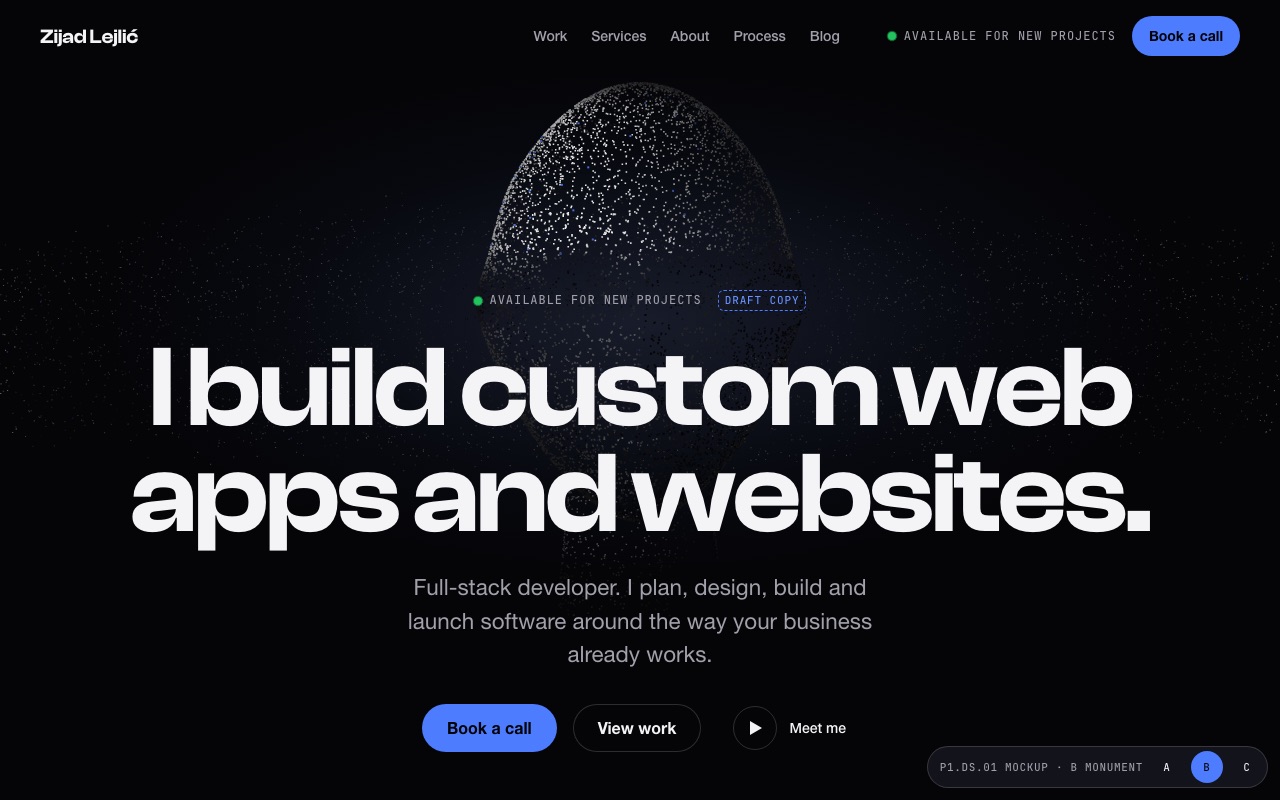 Zijad Lejlić
Work Services About Process Blog
AVAILABLE FOR NEW PROJECTS
Book a call
AVAILABLE FOR NEW PROJECTS
DRAFT COPY
I build custom web
apps and websites.
Full-stack developer. I plan, design, build and
launch software around the way your business
already works.
Book a call
View work
Meet me
P1.DS.01 MOCKUP · B MONUMENT A B C